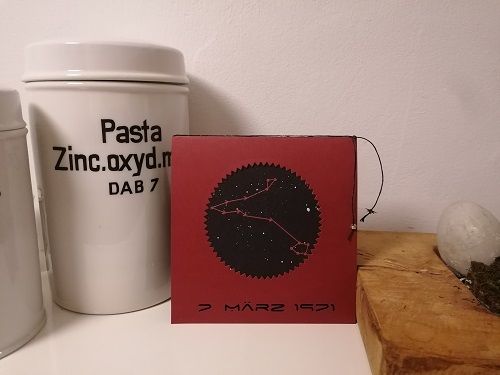 Pasta
Zinc.oxyd.m
DAB 7
7 MÄRZ 1971